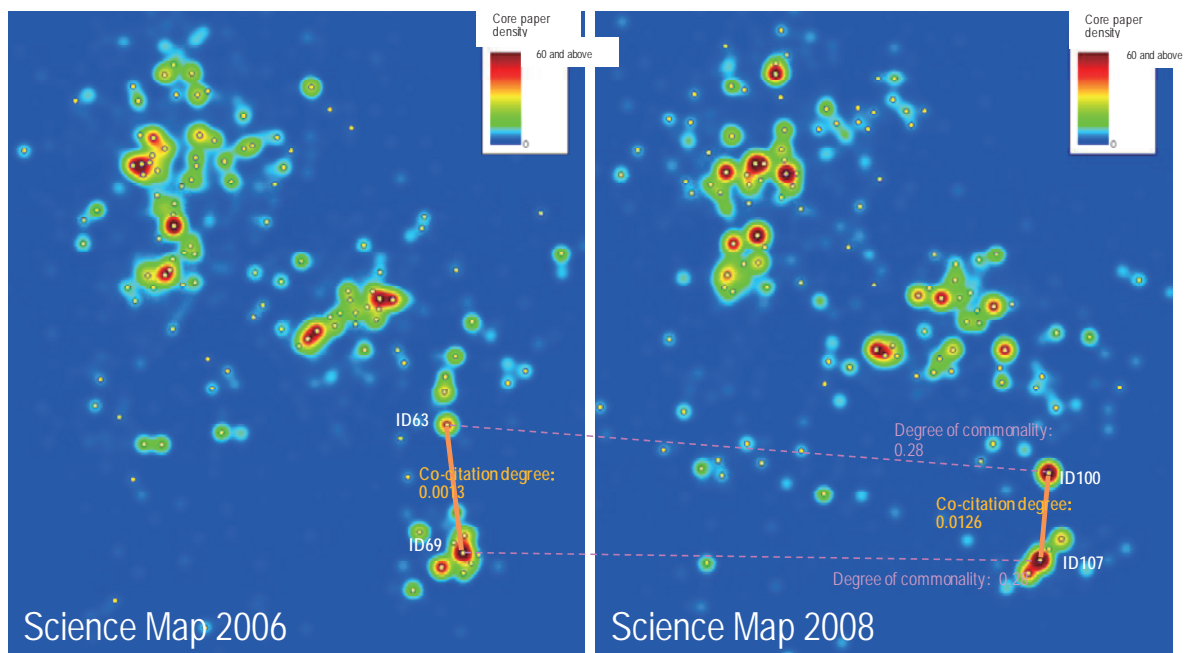 Core paper
density
60 and above
0
ID63
Co-citation degree:
0.0013
ID69
Science Map 2006
Core paper
density
60 and above
0
Degree of commonality:
0.28
ID100
Co-citation degree:
0.0126
ID107
Degree of commonality:
Science Map 2008